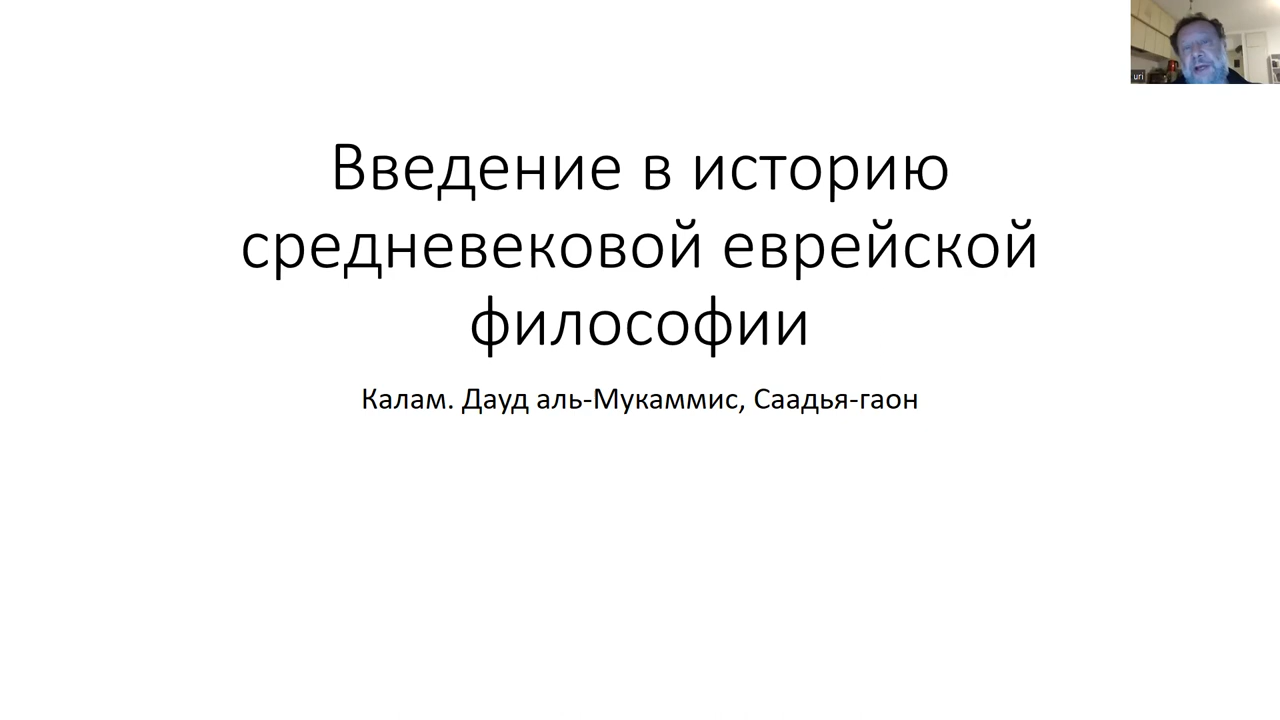 uri
Введение в историю
средневековой еврейской
философии
Калам. Дауд аль-Мукаммис, Саадья-гаон